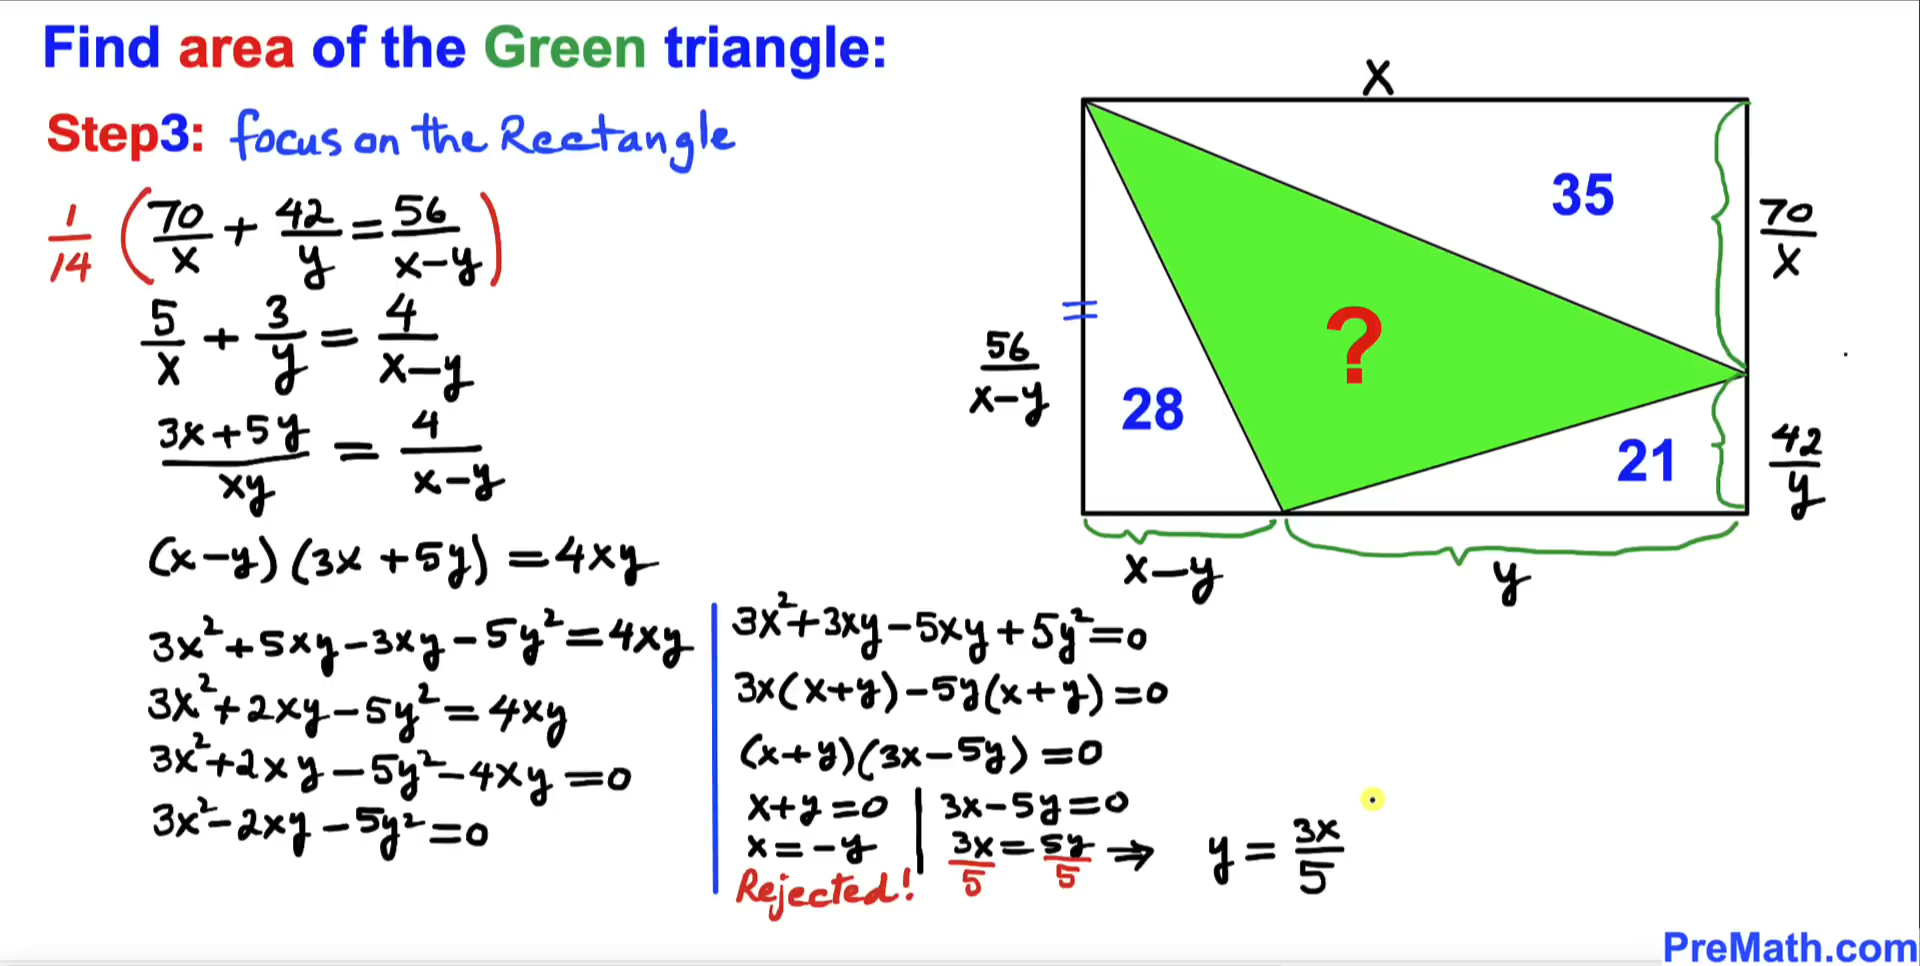 Find area of the Green triangle:
Step3: focus on the Rectangle
1/14 (70/x + 42/y = 56/x-y)
5/x + 3/y = 4/x-y
3x+5y/xy = 4/x-y
(x-y)(3x+5y) = 4xy
3x²+5xy-3xy-5y²=4xy
3x²+2xy-5y²=4xy
3x²+2xy-5y²-4xy=0
3x²-2xy-5y²=0
3x²+3xy-5xy+5y²=0
3x(x+y)-5y(x+y)=0
(x+y)(3x-5y)=0
x+y=0
x=-y
Rejected!
3x-5y=0
3x/5=5y/5 ⇒ y=3x/5
x
35
70/x
?
56/x-y
28
21
42/y
x-y
y
PreMath.com